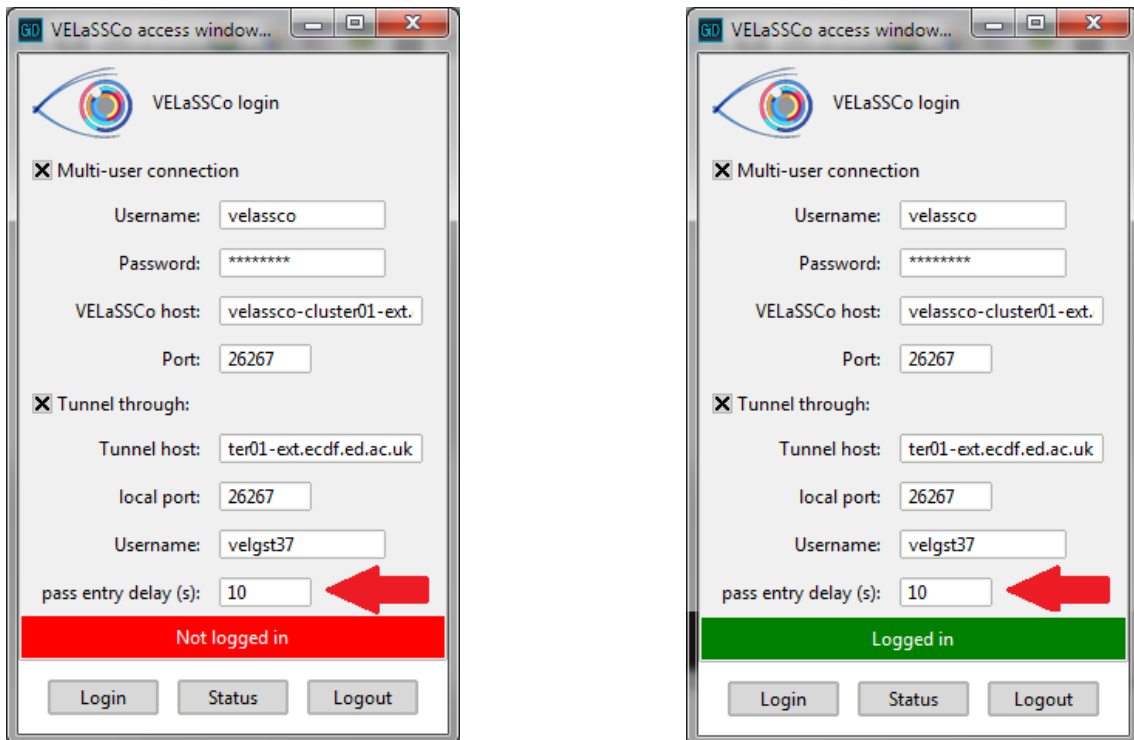 GiD VELaSSCo access window...
VELaSSCo login
Multi-user connection
Username: velassco
Password: ********
VELaSSCo host: velassco-cluster01-ext.
Port: 26267
Tunnel through:
Tunnel host: ter01-ext.ecdf.ed.ac.uk
local port: 26267
Username: velgst37
pass entry delay (s): 10
Not logged in
Login Status Logout
GiD VELaSSCo access window...
VELaSSCo login
Multi-user connection
Username: velassco
Password: ********
VELaSSCo host: velassco-cluster01-ext.
Port: 26267
Tunnel through:
Tunnel host: ter01-ext.ecdf.ed.ac.uk
local port: 26267
Username: velgst37
pass entry delay (s): 10
Logged in
Login Status Logout